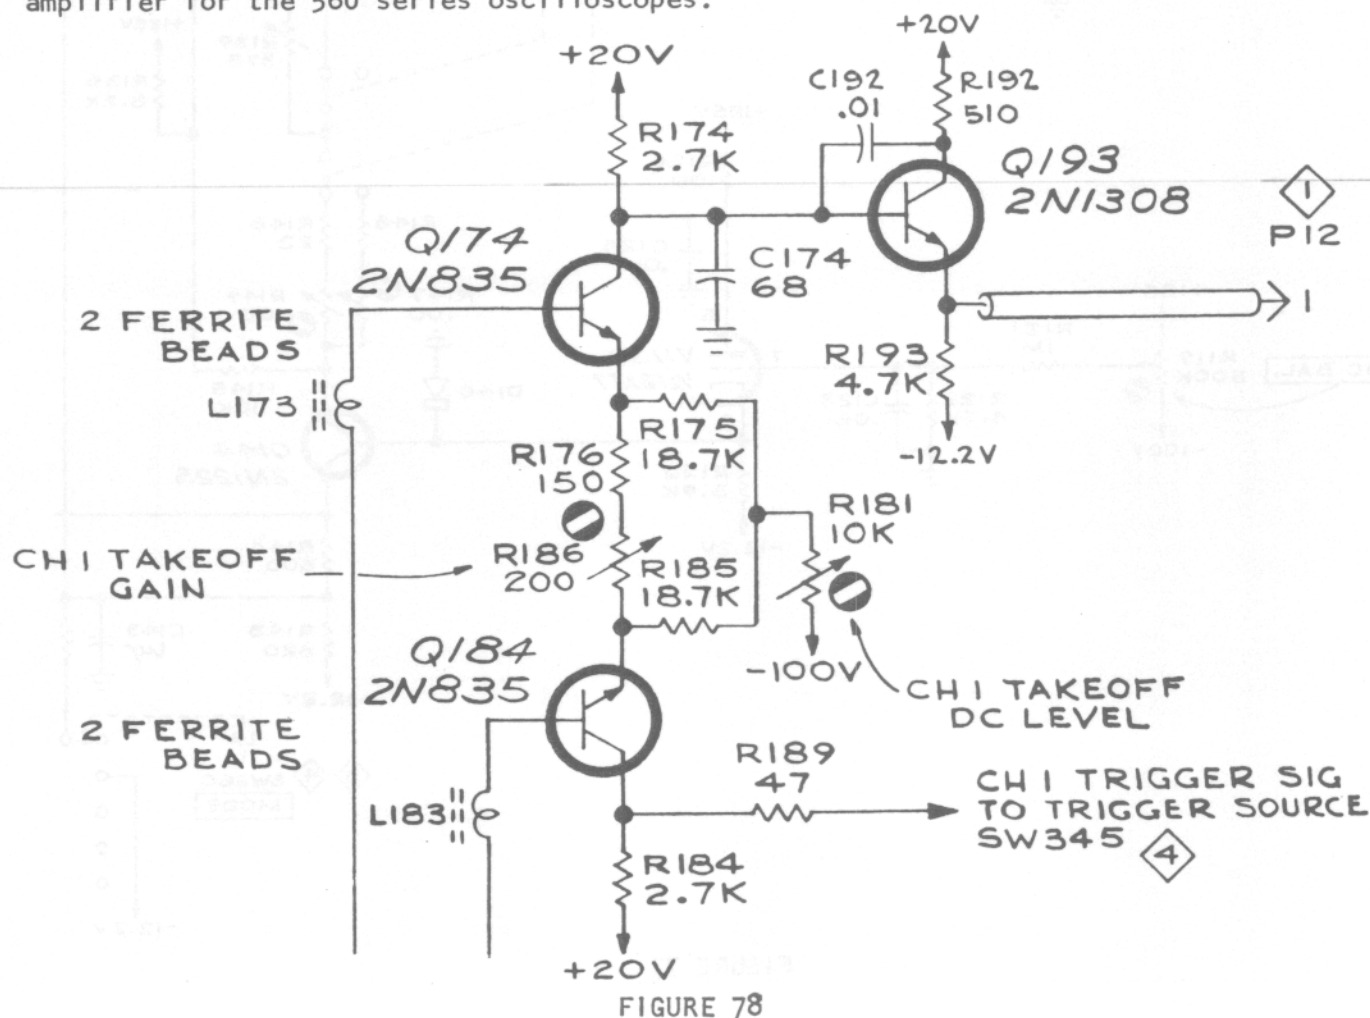 amplifier for the 560 series oscilloscopes.
+20V
+20V
C192
.01
R192
510
R174
2.7K
Q193
2N1308
1
P12
Q174
2N835
C174
68
1
2 FERRITE
BEADS
R193
4.7K
L173
R175
18.7K
-12.2V
R176
150
R181
10K
CH 1 TAKEOFF
GAIN
R186
200
R185
18.7K
Q184
2N835
-100V
CH 1 TAKEOFF
DC LEVEL
2 FERRITE
BEADS
R189
47
CH 1 TRIGGER SIG
TO TRIGGER SOURCE
SW345
4
L183
R184
2.7K
+20V
FIGURE 78